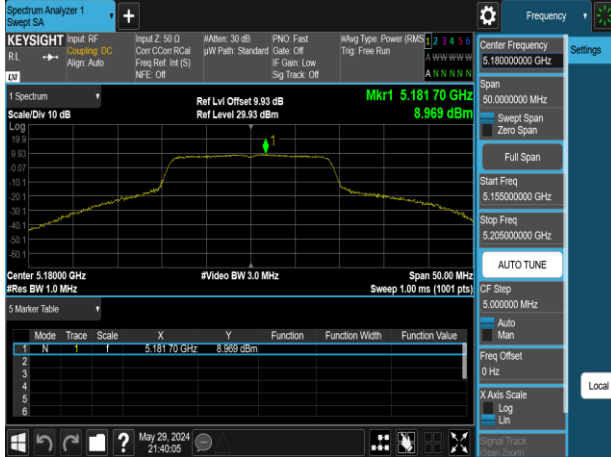 Spectrum Analyzer 1
Swept SA
+
Frequency
KEYSIGHT
RL
LXI
Input: RF
Coupling: DC
Align: Auto
Input Z: 50 Ω
Corr CCorr RCal
Freq Ref: Int (S)
NFE: Off
#Atten: 30 dB
µW Path: Standard
PNO: Fast
Gate: Off
IF Gain: Low
Sig Track: Off
#Avg Type: Power (RMS
Trig: Free Run
1 2 3 4 5 6
A W W W W W
A N N N N N
Center Frequency
5.180000000 GHz
Settings
1 Spectrum
Scale/Div 10 dB
Ref Lvl Offset 9.93 dB
Ref Level 29.93 dBm
Mkr1 5.181 70 GHz
8.969 dBm
Log
19.9
9.93
-0.07
-10.1
-20.1
-30.1
-40.1
-50.1
-60.1
1
Center 5.18000 GHz
#Res BW 1.0 MHz
#Video BW 3.0 MHz
Span 50.00 MHz
Sweep 1.00 ms (1001 pts)
Span
50.0000000 MHz
Swept Span
Zero Span
Full Span
Start Freq
5.155000000 GHz
Stop Freq
5.205000000 GHz
AUTO TUNE
CF Step
5.000000 MHz
Auto
Man
Freq Offset
0 Hz
X Axis Scale
Log
Lin
Signal Track
(Span Zoom)
Local
5 Marker Table
Mode Trace Scale X Y Function Function Width Function Value
1 N 1 f 5.181 70 GHz 8.969 dBm
2
3
4
5
6
?
May 29, 2024
21:40:05